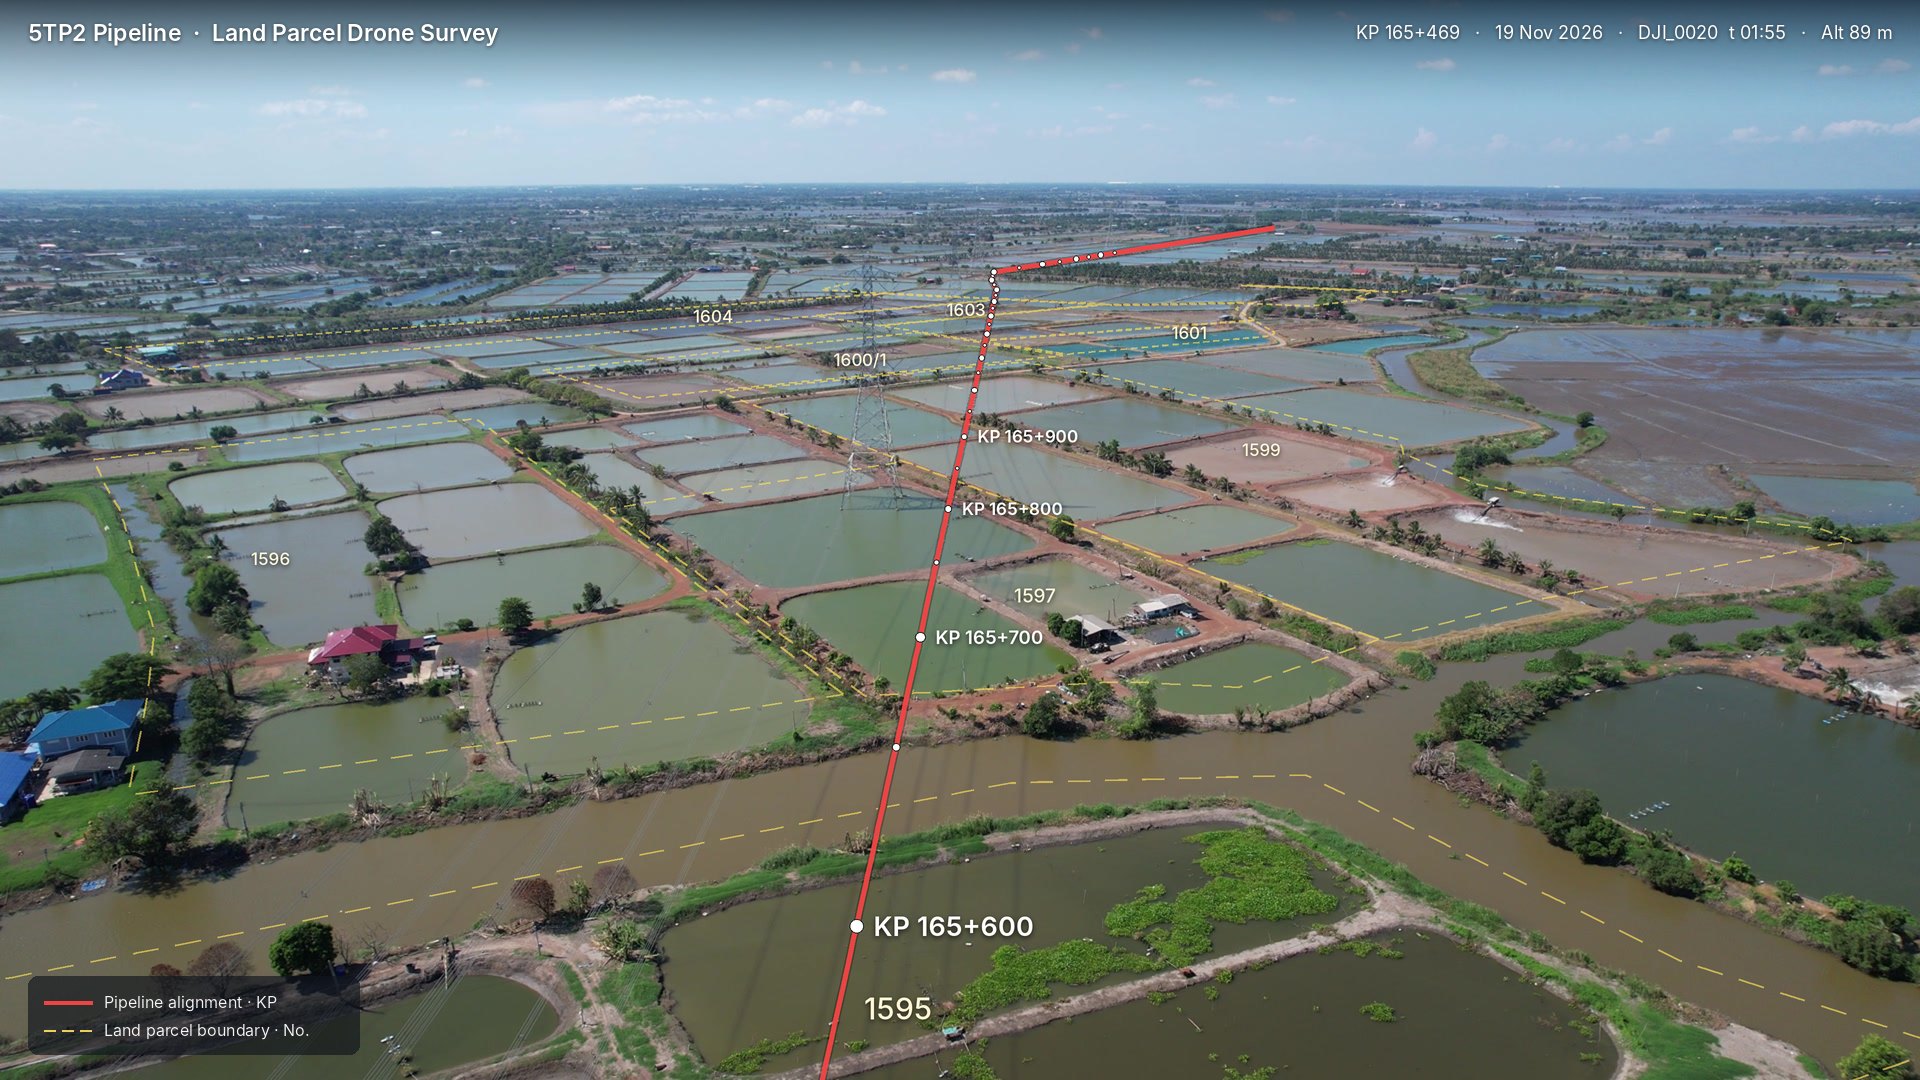 5TP2 Pipeline · Land Parcel Drone Survey
KP 165+469 · 19 Nov 2026 · DJI_0020 t 01:55 · Alt 89 m
1604
1603
1601
1600/1
KP 165+900
1599
KP 165+800
1596
1597
KP 165+700
KP 165+600
1595
Pipeline alignment · KP
Land parcel boundary · No.